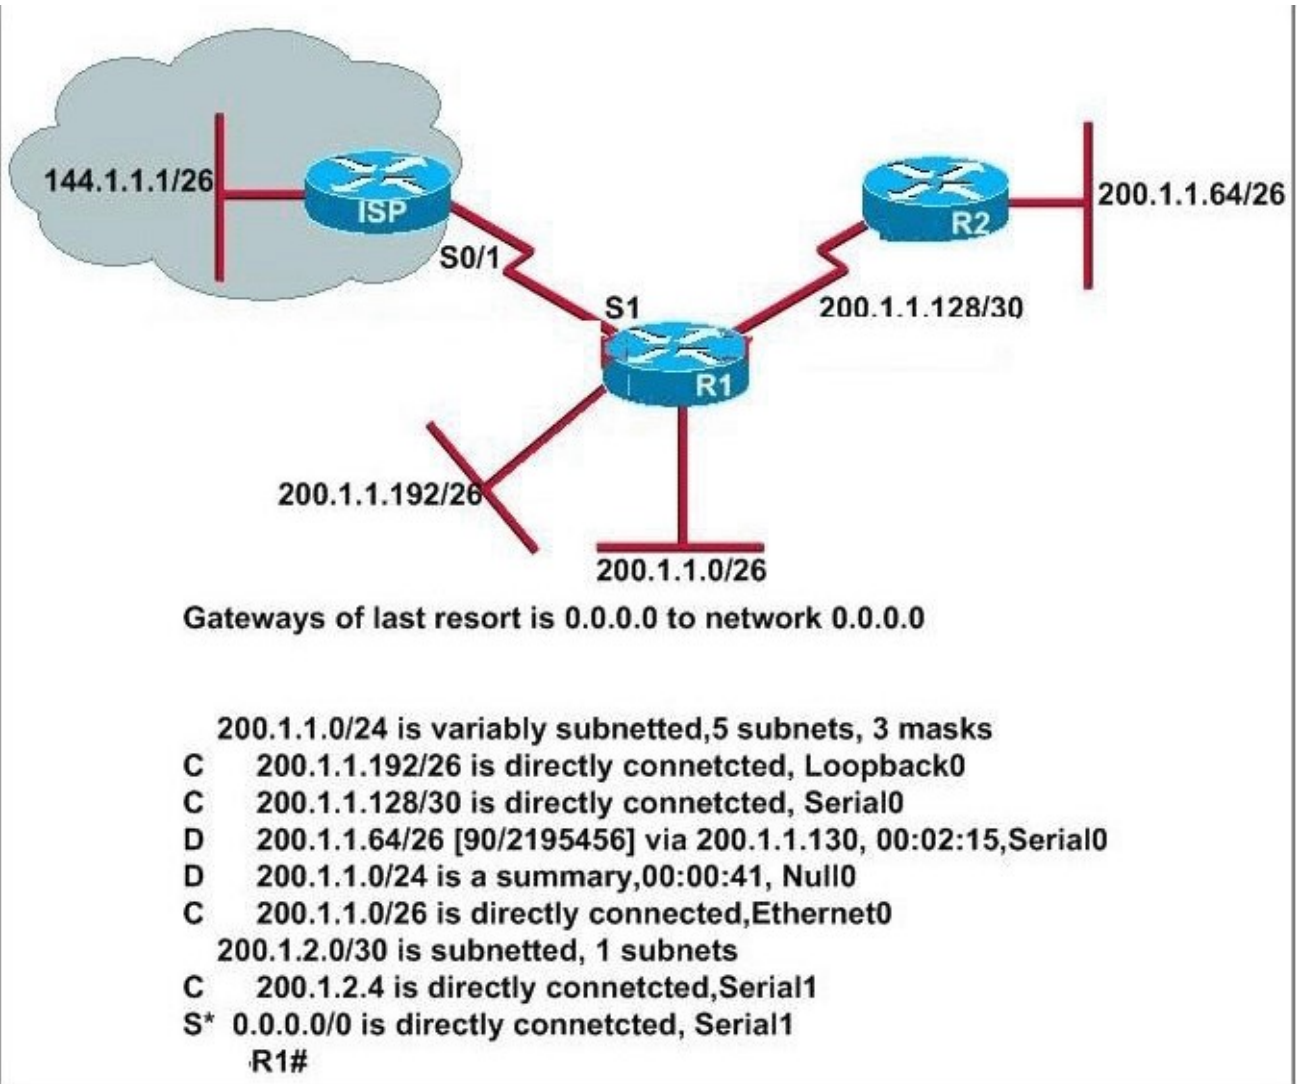 144.1.1.1/26
ISP
S0/1
R2
200.1.1.64/26
S1
200.1.1.128/30
R1
200.1.1.192/26
200.1.1.0/26
Gateways of last resort is 0.0.0.0 to network 0.0.0.0
200.1.1.0/24 is variably subnetted,5 subnets, 3 masks
C 200.1.1.192/26 is directly connetcted, Loopback0
C 200.1.1.128/30 is directly connetcted, Serial0
D 200.1.1.64/26 [90/2195456] via 200.1.1.130, 00:02:15,Serial0
D 200.1.1.0/24 is a summary,00:00:41, Null0
C 200.1.1.0/26 is directly connected,Ethernet0
200.1.2.0/30 is subnetted, 1 subnets
C 200.1.2.4 is directly connetcted,Serial1
S* 0.0.0.0/0 is directly connetcted, Serial1
R1#